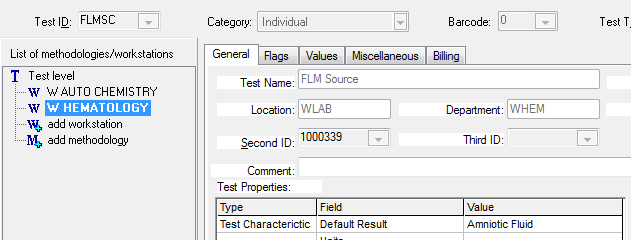 Test ID: FLMSC Category: Individual Barcode: 0 Test T
List of methodologies/workstations
T Test level
W W AUTO CHEMISTRY
W W HEMATOLOGY
W add workstation
M add methodology
General Flags Values Miscellaneous Billing
Test Name: FLM Source
Location: WLAB Department: WHEM
Second ID: 1000339 Third ID:
Comment:
Test Properties:
Type Field Value
Test Characterictic Default Result Amniotic Fluid